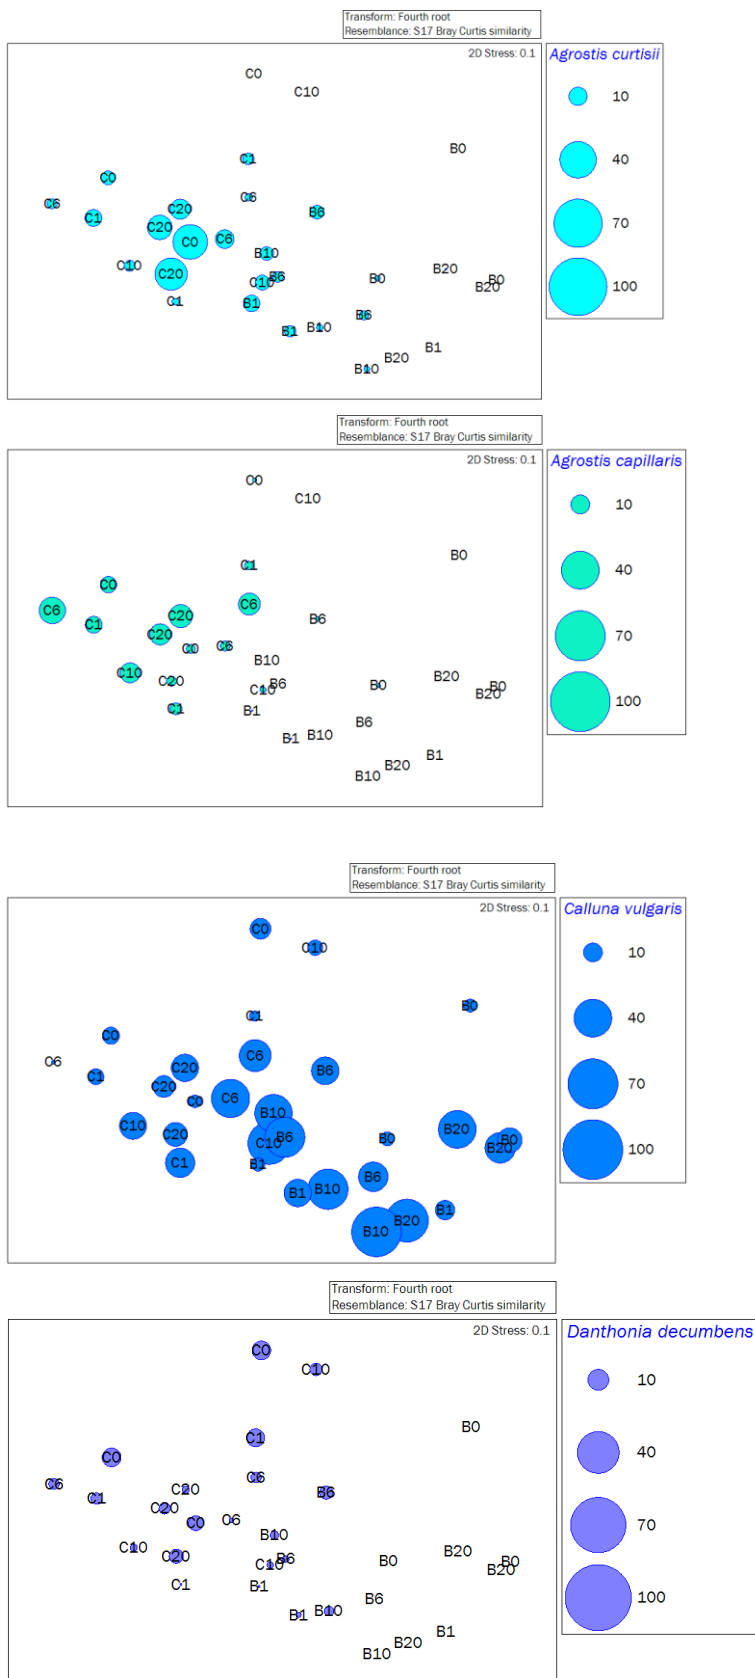 Transform: Fourth root
Resemblance: S17 Bray Curtis similarity
2D Stress: 0.1
Agrostis curtisii
C0
C10
10
B0
C1
40
C0
C6
C6
C20
B6
C1
C20
C0
C6
70
B10
C10
B20
C20
B6
B0
B0
C10
B20
100
C1
B1
B6
B1
B10
B1
B20
B10
Transform: Fourth root
Resemblance: S17 Bray Curtis similarity
2D Stress: 0.1
Agrostis capillaris
C0
C10
10
B0
C1
40
C0
C6
C6
C20
B6
C1
C20
70
C0
C6
B10
C10
B20
C20
B6
B0
B0
C10
B20
100
C1
B1
B6
B1
B10
B1
B20
B10
Transform: Fourth root
Resemblance: S17 Bray Curtis similarity
2D Stress: 0.1
Calluna vulgaris
C0
C10
10
B0
C1
40
C0
C6
C6
C20
B6
C1
C20
70
C0
C6
B10
C10
B20
C20
B6
B0
B0
C10
B20
100
C1
B1
B6
B1
B10
B1
B20
B10
Transform: Fourth root
Resemblance: S17 Bray Curtis similarity
2D Stress: 0.1
Danthonia decumbens
C0
C10
10
B0
C1
40
C0
C6
C6
C20
B6
C1
C20
C0
C6
70
B10
C10
B20
C20
B6
B0
B0
C10
B20
C1
B1
B6
100
B1
B10
B1
B20
B10